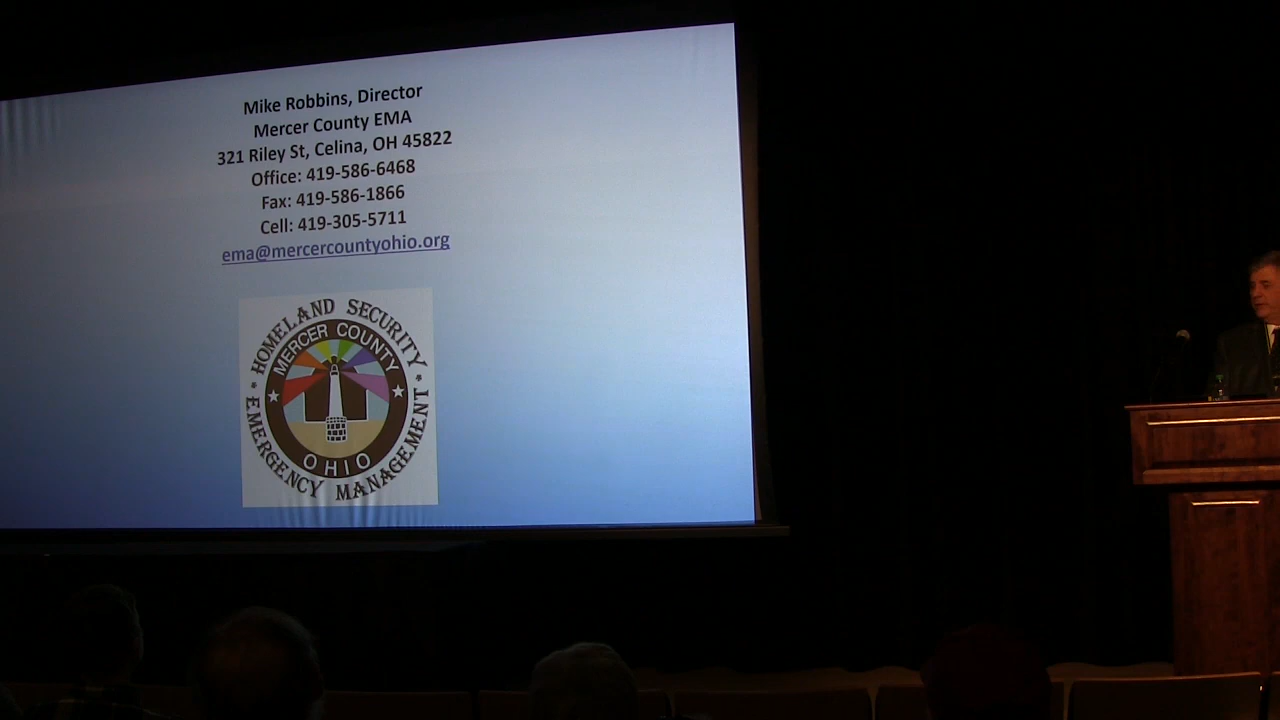 Mike Robbins, Director
Mercer County EMA
321 Riley St, Celina, OH 45822
Office: 419-586-6468
Fax: 419-586-1866
Cell: 419-305-5711
ema@mercercountyohio.org
HOMELAND SECURITY
MERCER COUNTY
OHIO
EMERGENCY MANAGEMENT